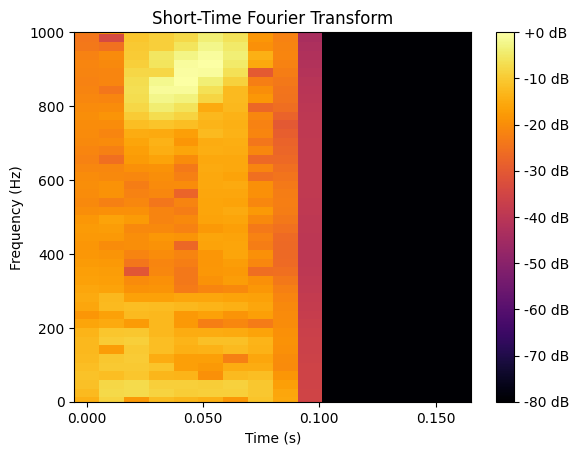 Short-Time Fourier Transform
1000
800
600
400
200
0
Frequency (Hz)
0.000
0.050
0.100
0.150
Time (s)
+0 dB
-10 dB
-20 dB
-30 dB
-40 dB
-50 dB
-60 dB
-70 dB
-80 dB